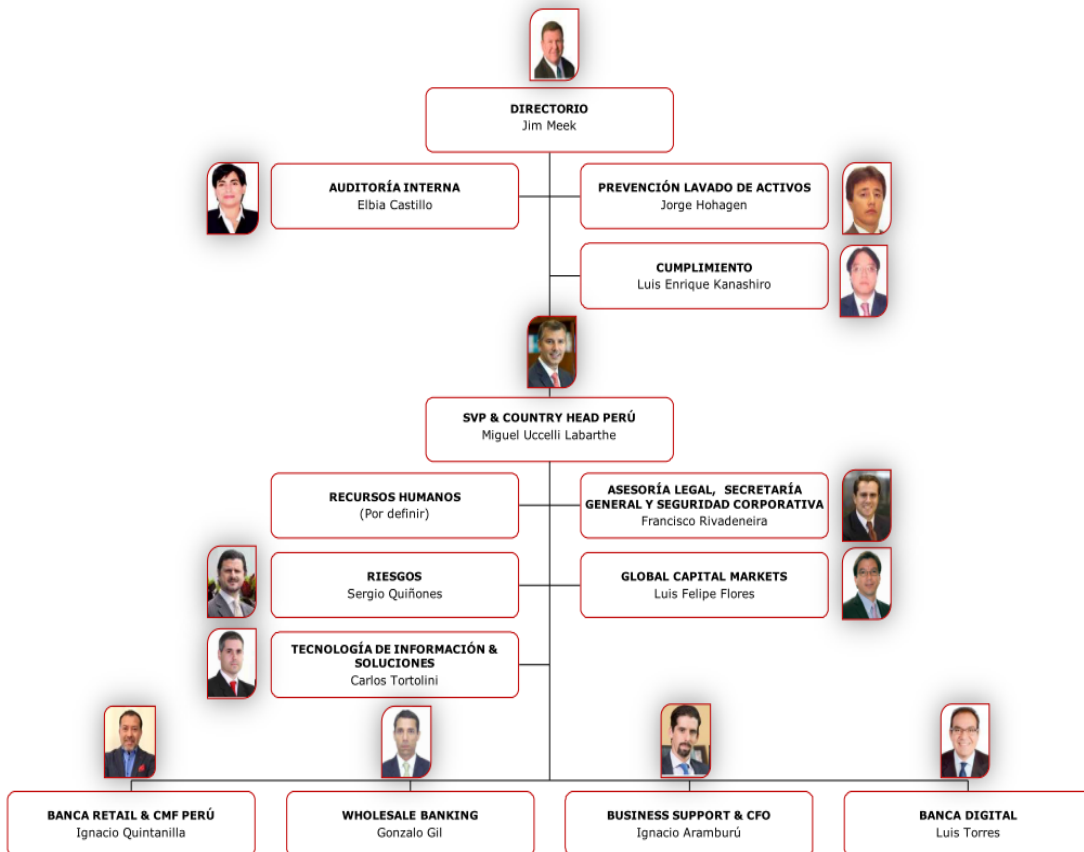 DIRECTORIO
Jim Meek
AUDITORÍA INTERNA
Elbia Castillo
PREVENCIÓN LAVADO DE ACTIVOS
Jorge Hohagen
CUMPLIMIENTO
Luis Enrique Kanashiro
SVP & COUNTRY HEAD PERÚ
Miguel Uccelli Labarthe
RECURSOS HUMANOS
(Por definir)
ASESORÍA LEGAL, SECRETARÍA
GENERAL Y SEGURIDAD CORPORATIVA
Francisco Rivadeneira
RIESGOS
Sergio Quiñones
GLOBAL CAPITAL MARKETS
Luis Felipe Flores
TECNOLOGÍA DE INFORMACIÓN &
SOLUCIONES
Carlos Tortolini
BANCA RETAIL & CMF PERÚ
Ignacio Quintanilla
WHOLESALE BANKING
Gonzalo Gil
BUSINESS SUPPORT & CFO
Ignacio Aramburú
BANCA DIGITAL
Luis Torres